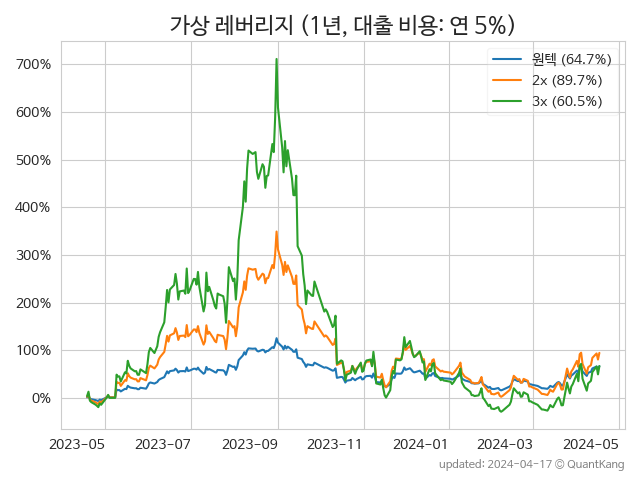 가상 레버리지 (1년, 대출 비용: 연 5%)
원텍 (64.7%)
2x (89.7%)
3x (60.5%)
700%
600%
500%
400%
300%
200%
100%
0%
2023-05 2023-07 2023-09 2023-11 2024-01 2024-03 2024-05
updated: 2024-04-17 © QuantKang